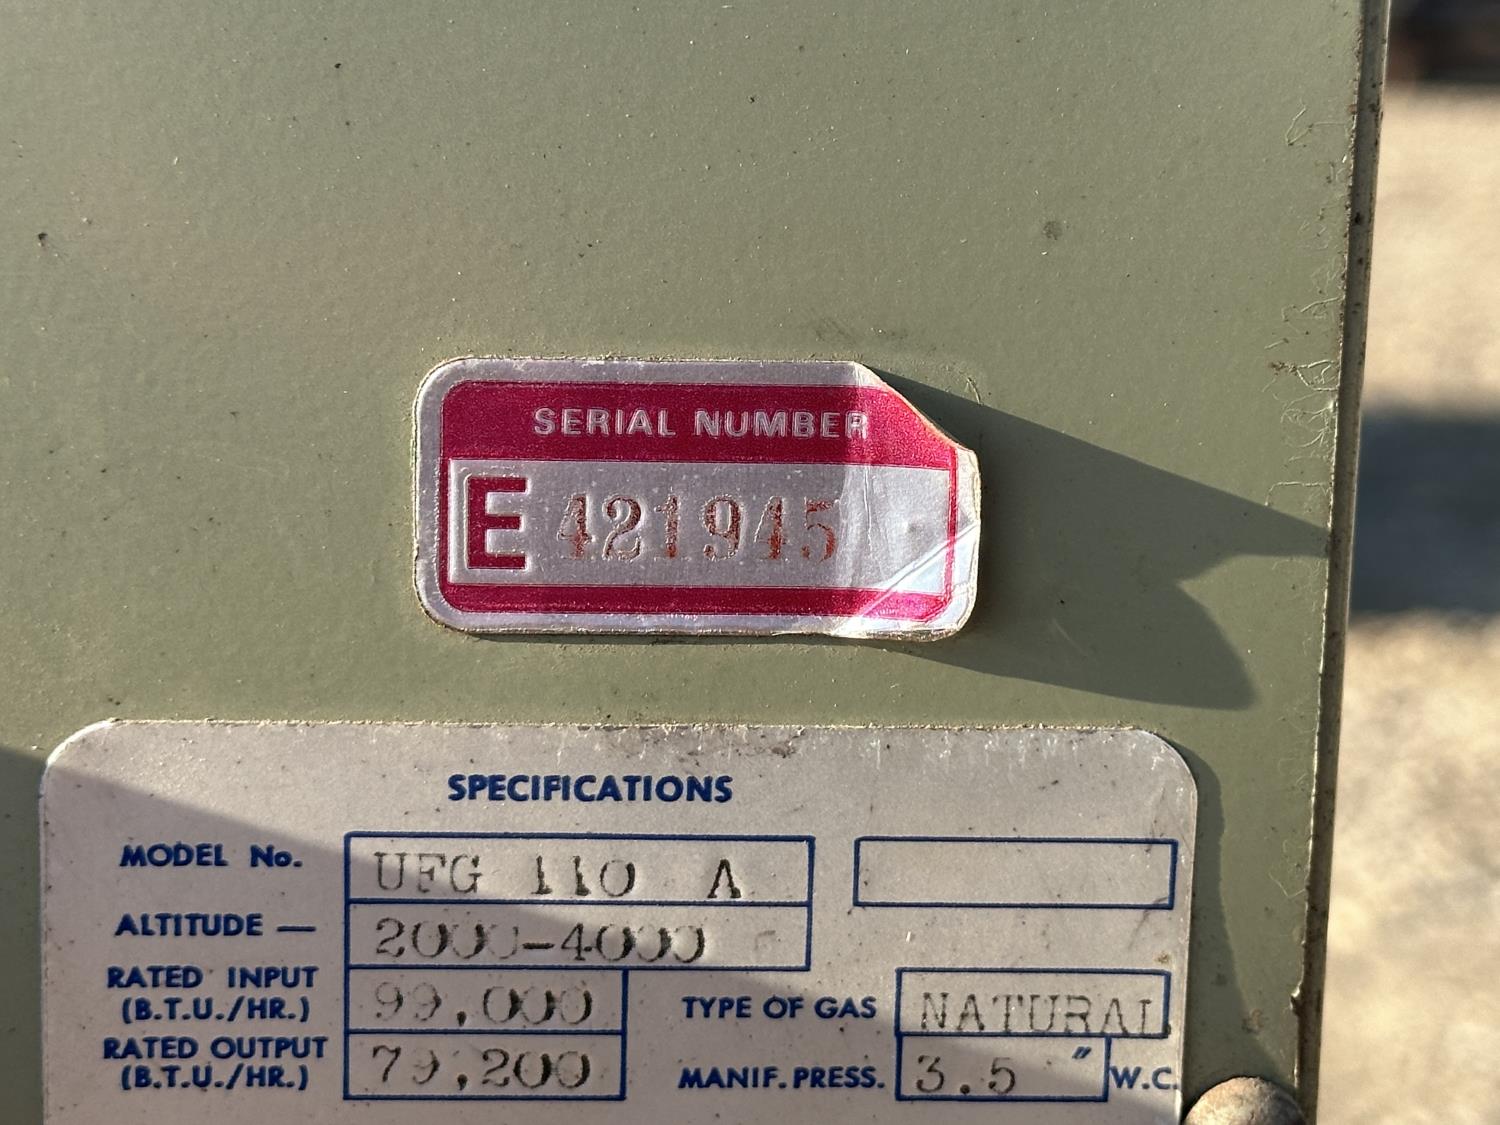 SERIAL NUMBER
E 421945
SPECIFICATIONS
MODEL No. UFG 110 A
ALTITUDE — 2000-4000
RATED INPUT
(B.T.U./HR.) 99,000
TYPE OF GAS NATURAL
RATED OUTPUT
(B.T.U./HR.) 79,200
MANIF. PRESS. 3.5 " W.C.